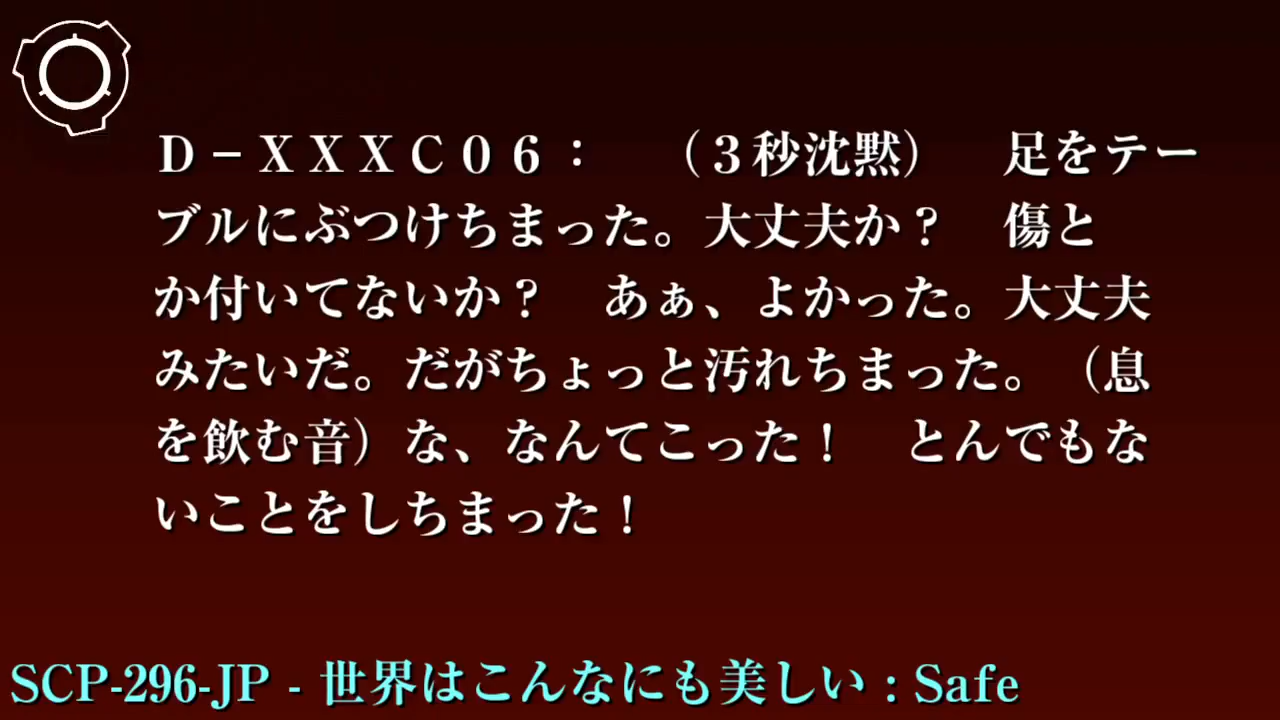 D－XXXC06：　（3秒沈黙）　足をテー
ブルにぶつけちまった。大丈夫か？　傷と
か付いてないか？　あぁ、よかった。大丈夫
みたいだ。だがちょっと汚れちまった。（息
を飲む音）な、なんてこった！　とんでもな
いことをしちまった！
SCP-296-JP - 世界はこんなにも美しい : Safe